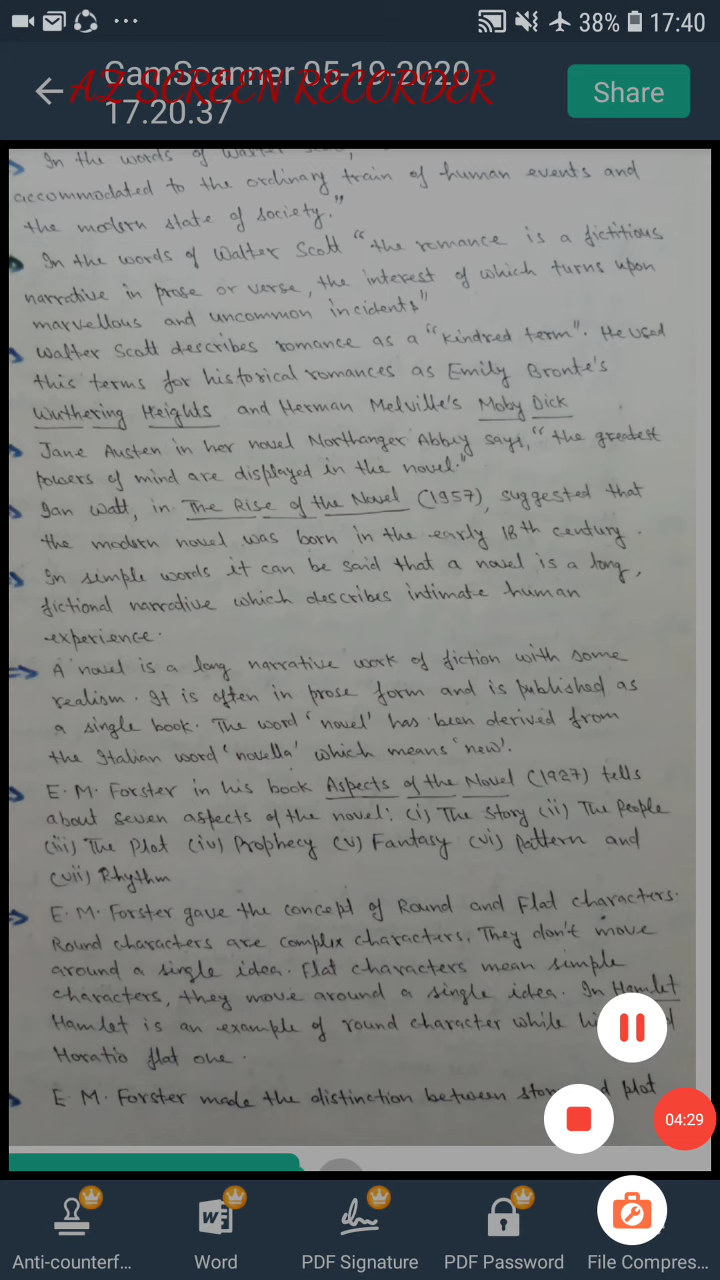 38% 17:40
CamScanner 05-19-2020
17.20.37
AZ SCREEN RECORDER
Share
In the words of Walter Scott,
accommodated to the ordinary train of human events and
the modern state of society."
In the words of Walter Scott "the romance is a fictitious
narrative in prose or verse, the interest of which turns upon
marvellous and uncommon incidents"
Walter Scott describes romance as a "kindred term". He used
this terms for historical romances as Emily Bronte's
Wuthering Heights and Herman Melville's Moby Dick
Jane Austen in her novel Northanger Abbey says, "the greatest
powers of mind are displayed in the novel."
Ian Watt, in The Rise of the Novel (1957), suggested that
the modern novel was born in the early 18th century.
In simple words it can be said that a novel is a long,
fictional narrative which describes intimate human
experience.
A novel is a long narrative work of fiction with some
realism. It is often in prose form and is published as
a single book. The word 'novel' has been derived from
the Italian word 'novella' which means 'new'.
E. M. Forster in his book Aspects of the Novel (1927) tells
about seven aspects of the novel: (i) The Story (ii) The People
(iii) The Plot (iv) Prophecy (v) Fantasy (vi) Pattern and
(vii) Rhythm
E. M. Forster gave the concept of Round and Flat characters.
Round characters are complex characters. They don't move
around a single idea. Flat characters mean simple
characters, they move around a single idea. In Hamlet
Hamlet is an example of round character while
Horatio flat one.
E. M. Forster made the distinction between plot
04:29
Anti-counterf... Word PDF Signature PDF Password File Compres...